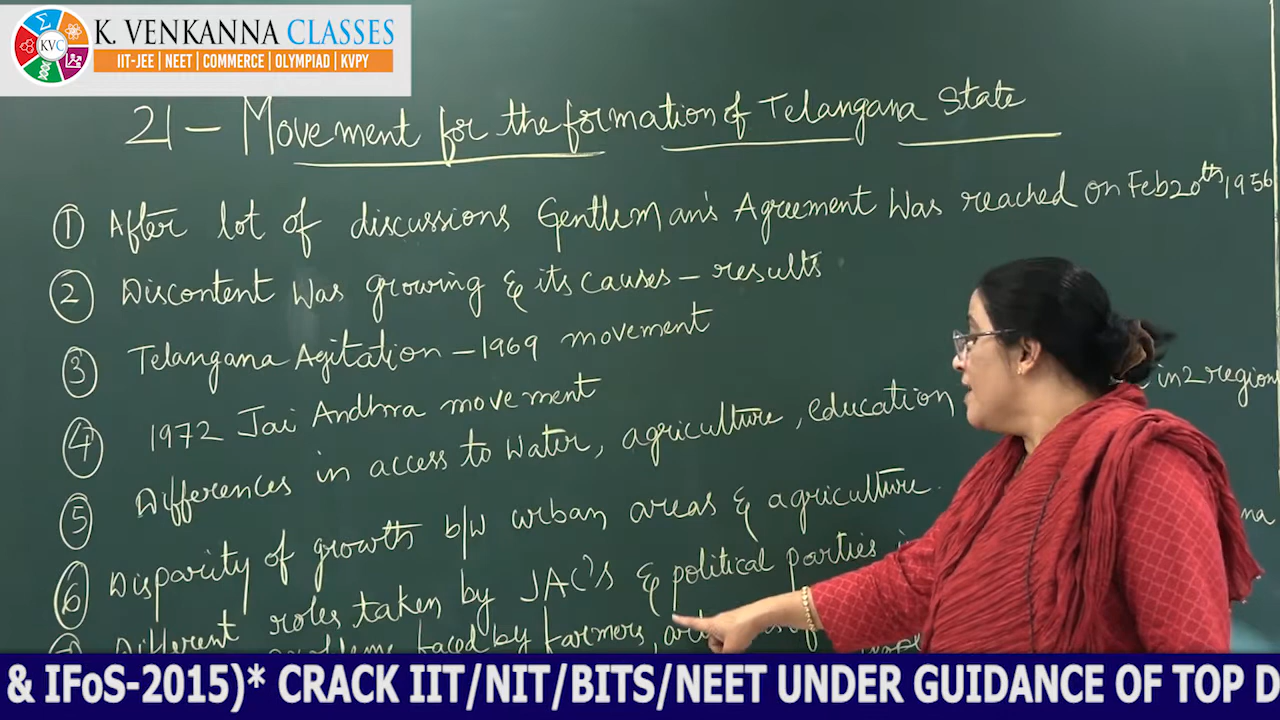 K. VENKANNA CLASSES
KVC
IIT-JEE | NEET | COMMERCE | OLYMPIAD | KVPY
21 - Movement for the formation of Telangana State
1 After lot of discussions Gentleman's Agreement Was reached on Feb 20th, 1956
2 Discontent Was growing & its causes - results
3 Telangana Agitation - 1969 movement
4 1972 Jai Andhra movement
5 Differences in access to Water, agriculture, education in 2 regions
6 Disparity of growth b/w urban areas & agriculture.
Different roles taken by JAC'S & political parties
faced by farmers,
& IFoS-2015)* CRACK IIT/NIT/BITS/NEET UNDER GUIDANCE OF TOP D